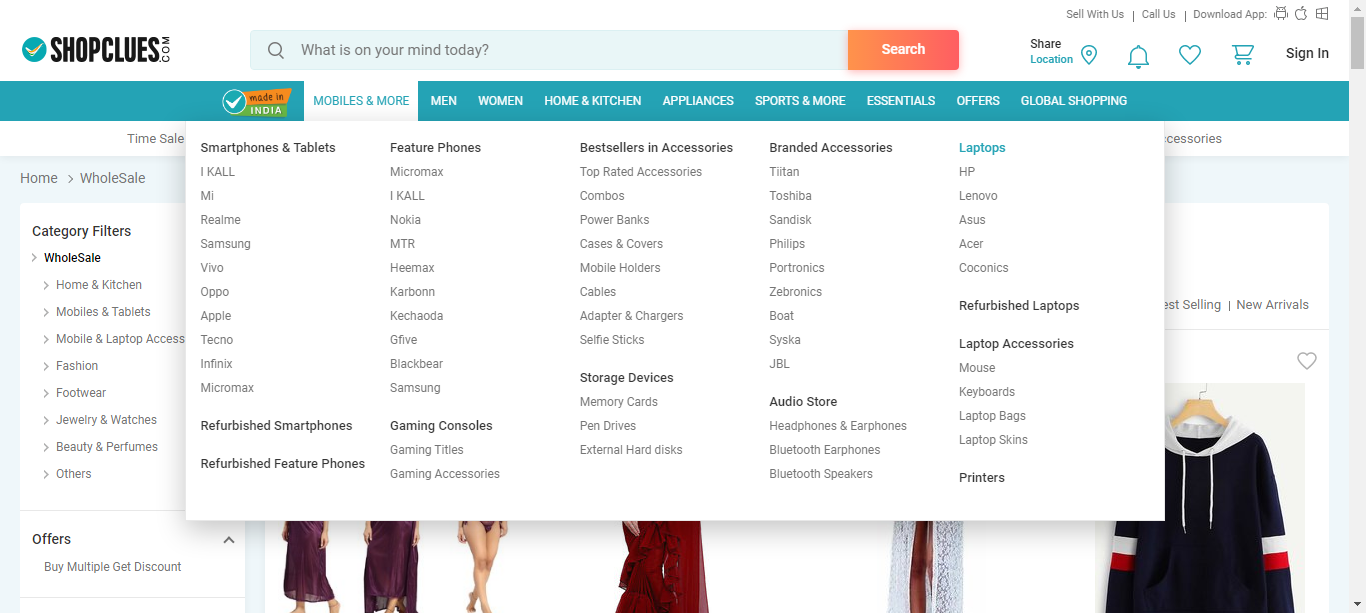 Sell With Us | Call Us | Download App:
SHOPCLUES.COM
What is on your mind today?
Search
Share
Location
Sign In
made in
INDIA
MOBILES & MORE
MEN
WOMEN
HOME & KITCHEN
APPLIANCES
SPORTS & MORE
ESSENTIALS
OFFERS
GLOBAL SHOPPING
Time Sale
Home > WholeSale
Category Filters
WholeSale
Home & Kitchen
Mobiles & Tablets
Mobile & Laptop Access
Fashion
Footwear
Jewelry & Watches
Beauty & Perfumes
Others
Offers
Buy Multiple Get Discount
Smartphones & Tablets
I KALL
Mi
Realme
Samsung
Vivo
Oppo
Apple
Tecno
Infinix
Micromax
Refurbished Smartphones
Refurbished Feature Phones
Feature Phones
Micromax
I KALL
Nokia
MTR
Heemax
Karbonn
Kechaoda
Gfive
Blackbear
Samsung
Gaming Consoles
Gaming Titles
Gaming Accessories
Bestsellers in Accessories
Top Rated Accessories
Combos
Power Banks
Cases & Covers
Mobile Holders
Cables
Adapter & Chargers
Selfie Sticks
Storage Devices
Memory Cards
Pen Drives
External Hard disks
Branded Accessories
Tiitan
Toshiba
Sandisk
Philips
Portronics
Zebronics
Boat
Syska
JBL
Audio Store
Headphones & Earphones
Bluetooth Earphones
Bluetooth Speakers
Laptops
HP
Lenovo
Asus
Acer
Coconics
Refurbished Laptops
Laptop Accessories
Mouse
Keyboards
Laptop Bags
Laptop Skins
Printers
ccessories
est Selling | New Arrivals